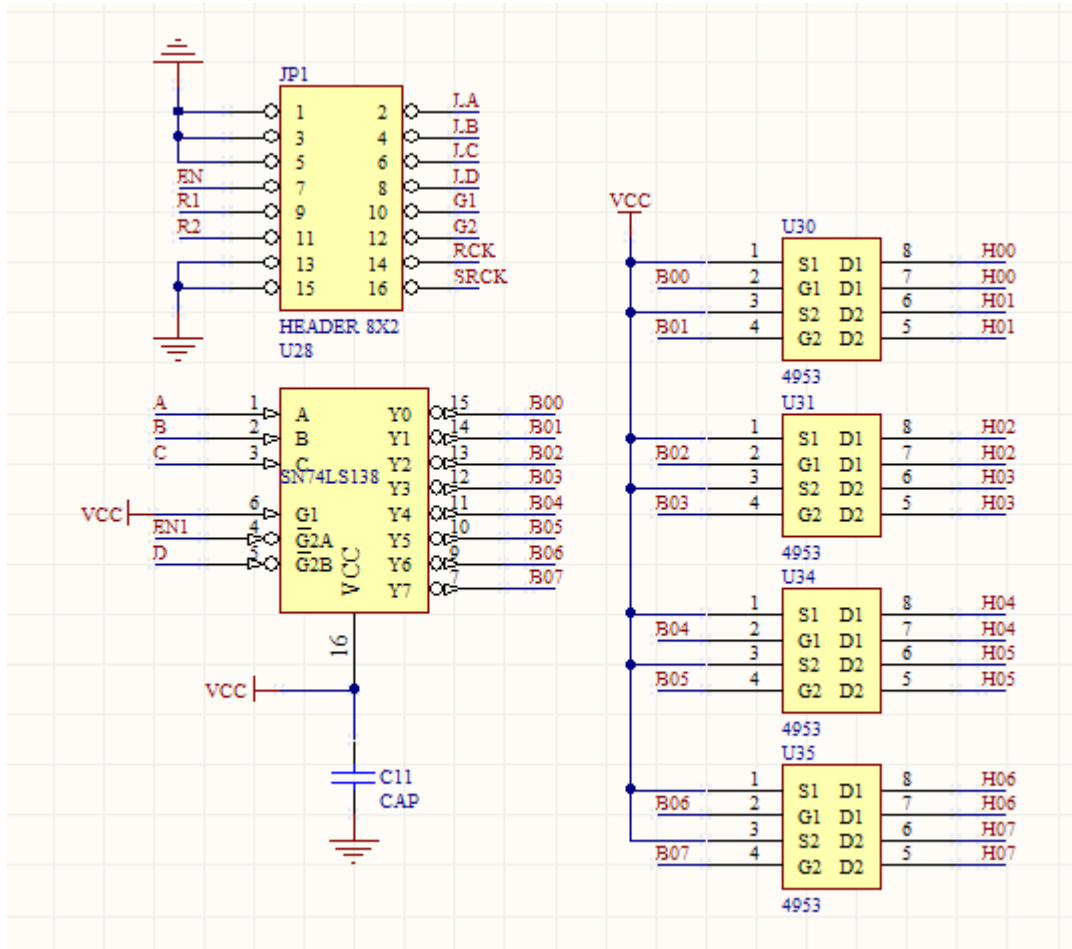 JP1
1 2 LA
3 4 LB
5 6 LC
EN 7 8 LD
R1 9 10 G1
R2 11 12 G2
13 14 RCK
15 16 SRCK
HEADER 8X2
U28
A 1 A Y0 15 B00
B 2 B Y1 14 B01
C 3 C Y2 13 B02
SN74LS138
Y3 12 B03
VCC 6 G1 Y4 11 B04
EN1 4 G2A Y5 10 B05
D 5 G2B Y6 9 B06
VCC
Y7 7 B07
16
VCC
C11
CAP
VCC
U30
1 S1 D1 8 H00
B00 2 G1 D1 7 H00
3 S2 D2 6 H01
B01 4 G2 D2 5 H01
4953
U31
1 S1 D1 8 H02
B02 2 G1 D1 7 H02
3 S2 D2 6 H03
B03 4 G2 D2 5 H03
4953
U34
1 S1 D1 8 H04
B04 2 G1 D1 7 H04
3 S2 D2 6 H05
B05 4 G2 D2 5 H05
4953
U35
1 S1 D1 8 H06
B06 2 G1 D1 7 H06
3 S2 D2 6 H07
B07 4 G2 D2 5 H07
4953